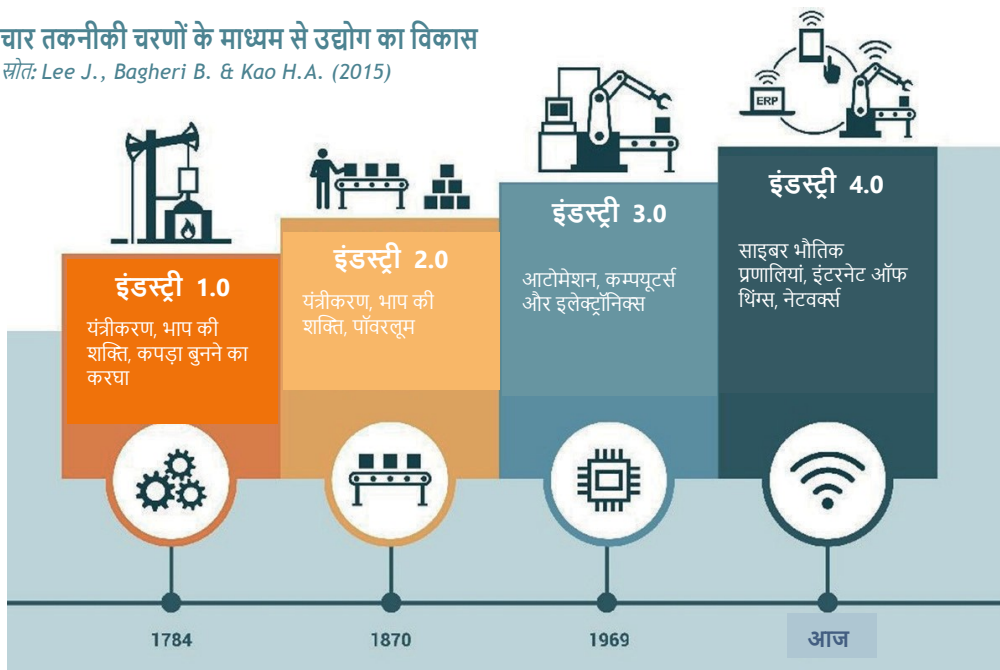 चार तकनीकी चरणों के माध्यम से उद्योग का विकास
स्रोत: Lee J., Bagheri B. & Kao H.A. (2015)
इंडस्ट्री 1.0
यंत्रीकरण, भाप की
शक्ति, कपड़ा बुनने का
करघा
इंडस्ट्री 2.0
यंत्रीकरण, भाप की
शक्ति, पॉवरलूम
इंडस्ट्री 3.0
आटोमेशन, कम्पयूटर्स
और इलेक्ट्रॉनिक्स
ERP
इंडस्ट्री 4.0
साइबर भौतिक
प्रणालियां, इंटरनेट ऑफ
थिंग्स, नेटवर्क्स
1784
1870
1969
आज